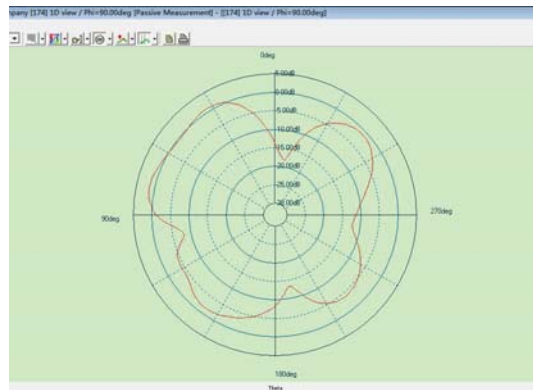 mpany [174] 1D view / Phi=90.00deg [Passive Measurement] - [[174] 1D view / Phi=90.00deg]
0deg
5.00dB
0.00dB
-5.00dB
-10.00dB
-15.00dB
-20.00dB
-25.00dB
-30.00dB
90deg
270deg
180deg
Theta